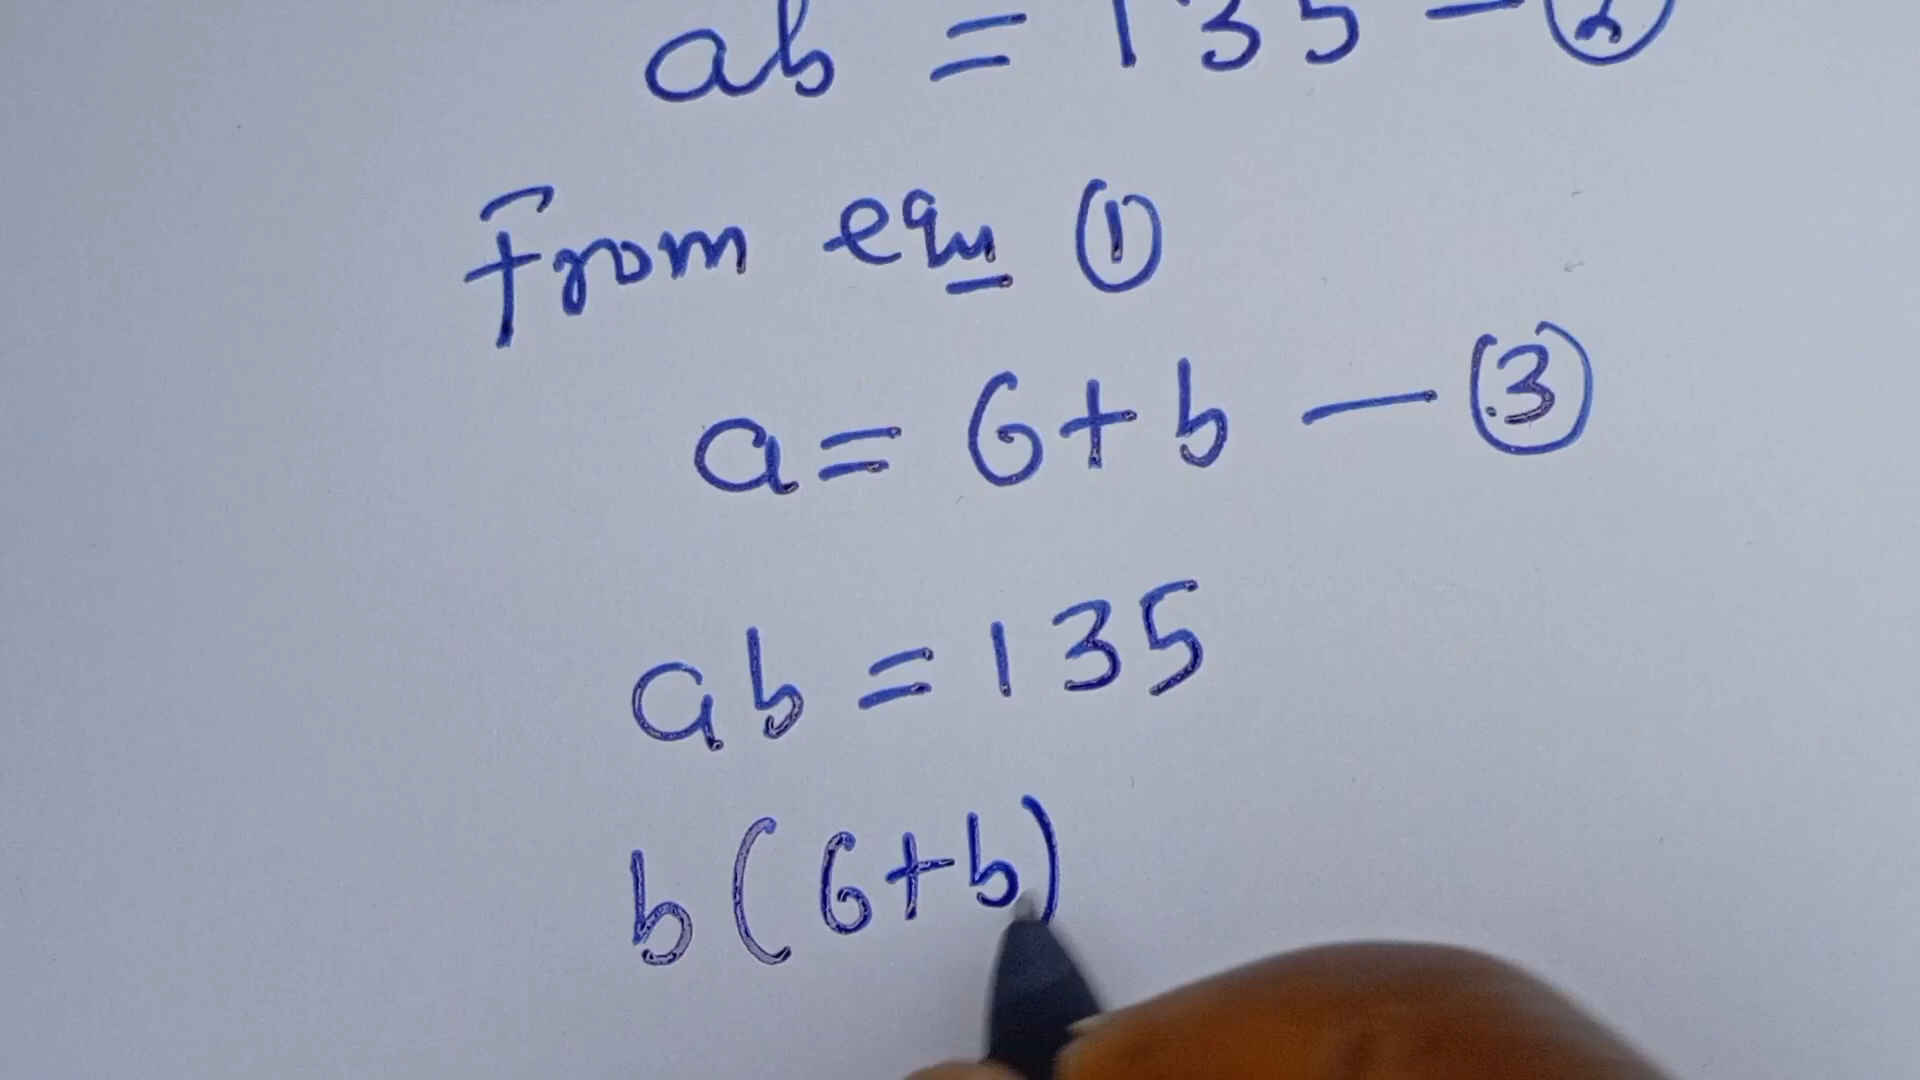 ab = 135 — ②
From eqn ①
a = 6 + b — ③
ab = 135
b(6+b)